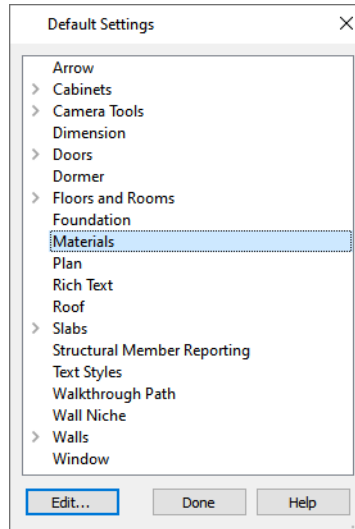 Default Settings
Arrow
Cabinets
Camera Tools
Dimension
Doors
Dormer
Floors and Rooms
Foundation
Materials
Plan
Rich Text
Roof
Slabs
Structural Member Reporting
Text Styles
Walkthrough Path
Wall Niche
Walls
Window
Edit... Done Help